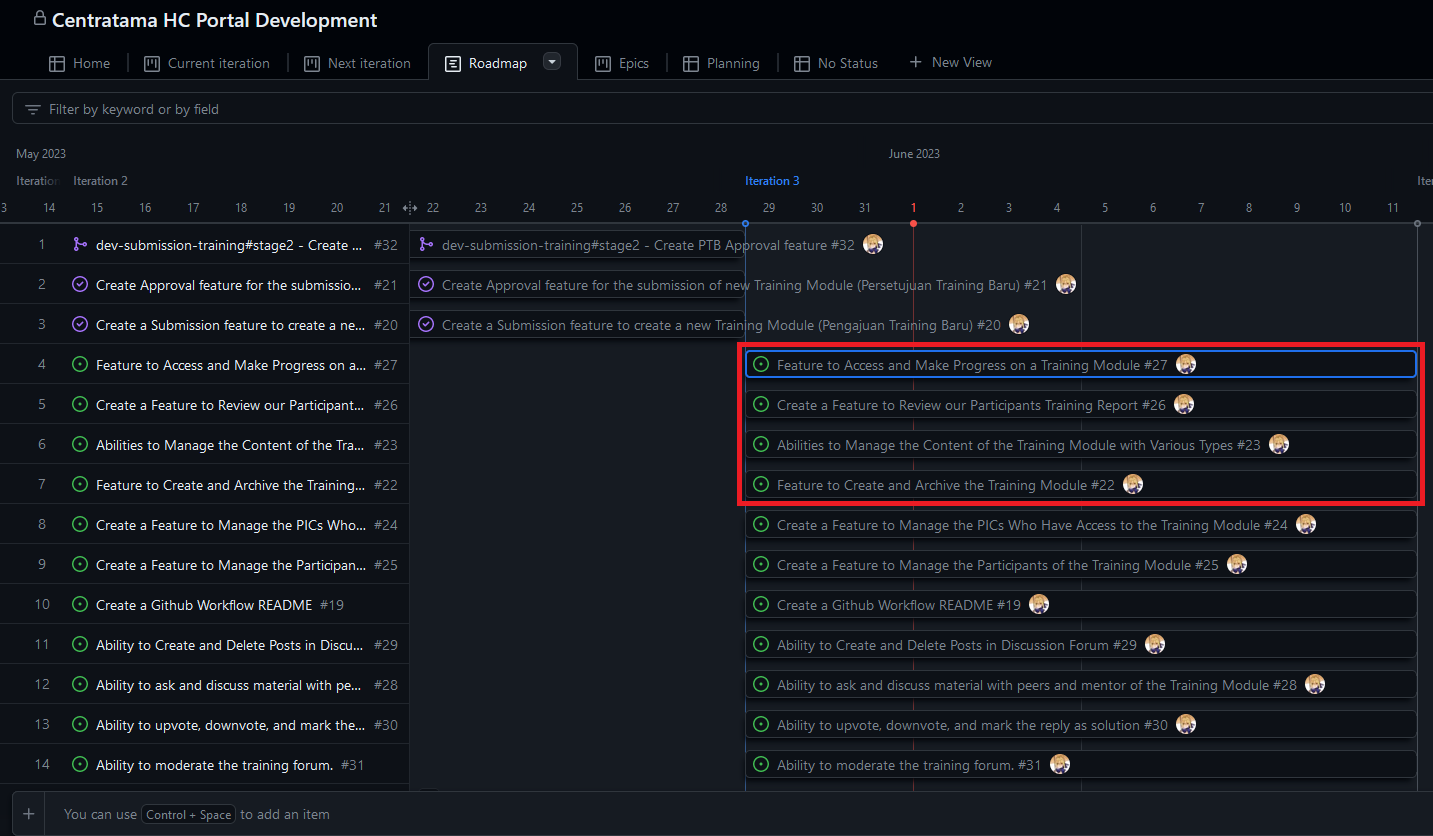 Centratama HC Portal Development
Home Current iteration Next iteration Roadmap Epics Planning No Status New View
Filter by keyword or by field
May 2023 June 2023
Iteration Iteration 2 Iteration 3
3 14 15 16 17 18 19 20 21 22 23 24 25 26 27 28 29 30 31 1 2 3 4 5 6 7 8 9 10 11
1 dev-submission-training#stage2 - Create ... #32 dev-submission-training#stage2 - Create PTB Approval feature #32
2 Create Approval feature for the submissio... #21 Create Approval feature for the submission of new Training Module (Persetujuan Training Baru) #21
3 Create a Submission feature to create a ne... #20 Create a Submission feature to create a new Training Module (Pengajuan Training Baru) #20
4 Feature to Access and Make Progress on a... #27 Feature to Access and Make Progress on a Training Module #27
5 Create a Feature to Review our Participant... #26 Create a Feature to Review our Participants Training Report #26
6 Abilities to Manage the Content of the Tra... #23 Abilities to Manage the Content of the Training Module with Various Types #23
7 Feature to Create and Archive the Training... #22 Feature to Create and Archive the Training Module #22
8 Create a Feature to Manage the PICs Who... #24 Create a Feature to Manage the PICs Who Have Access to the Training Module #24
9 Create a Feature to Manage the Participan... #25 Create a Feature to Manage the Participants of the Training Module #25
10 Create a Github Workflow README #19 Create a Github Workflow README #19
11 Ability to Create and Delete Posts in Discu... #29 Ability to Create and Delete Posts in Discussion Forum #29
12 Ability to ask and discuss material with pe... #28 Ability to ask and discuss material with peers and mentor of the Training Module #28
13 Ability to upvote, downvote, and mark the... #30 Ability to upvote, downvote, and mark the reply as solution #30
14 Ability to moderate the training forum. #31 Ability to moderate the training forum. #31
You can use Control + Space to add an item